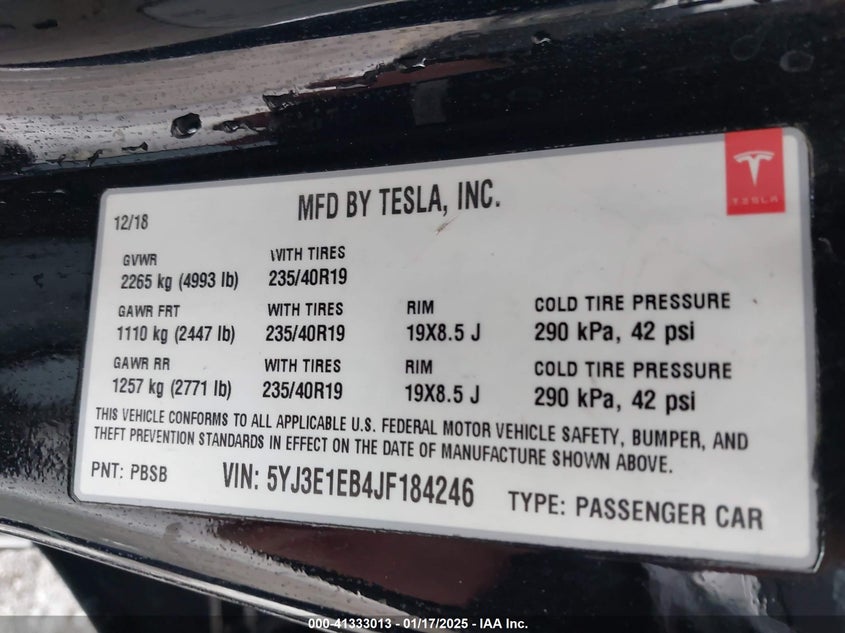 TESLA
12/18
MFD BY TESLA, INC.
GVWR WITH TIRES
2265 kg (4993 lb) 235/40R19
GAWR FRT WITH TIRES RIM COLD TIRE PRESSURE
1110 kg (2447 lb) 235/40R19 19X8.5 J 290 kPa, 42 psi
GAWR RR WITH TIRES RIM COLD TIRE PRESSURE
1257 kg (2771 lb) 235/40R19 19X8.5 J 290 kPa, 42 psi
THIS VEHICLE CONFORMS TO ALL APPLICABLE U.S. FEDERAL MOTOR VEHICLE SAFETY, BUMPER, AND
THEFT PREVENTION STANDARDS IN EFFECT ON THE DATE OF MANUFACTURE SHOWN ABOVE.
PNT: PBSB VIN: 5YJ3E1EB4JF184246 TYPE: PASSENGER CAR
000-41333013 - 01/17/2025 - IAA Inc.